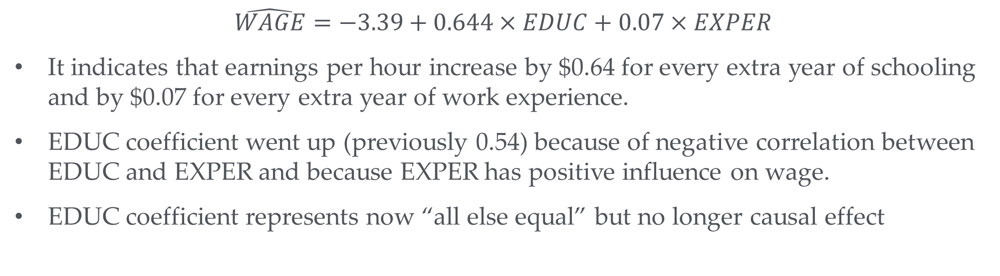 \widehat{WAGE} = −3.39 + 0.644 × EDUC + 0.07 × EXPER
• It indicates that earnings per hour increase by $0.64 for every extra year of schooling
and by $0.07 for every extra year of work experience.
• EDUC coefficient went up (previously 0.54) because of negative correlation between
EDUC and EXPER and because EXPER has positive influence on wage.
• EDUC coefficient represents now “all else equal” but no longer causal effect